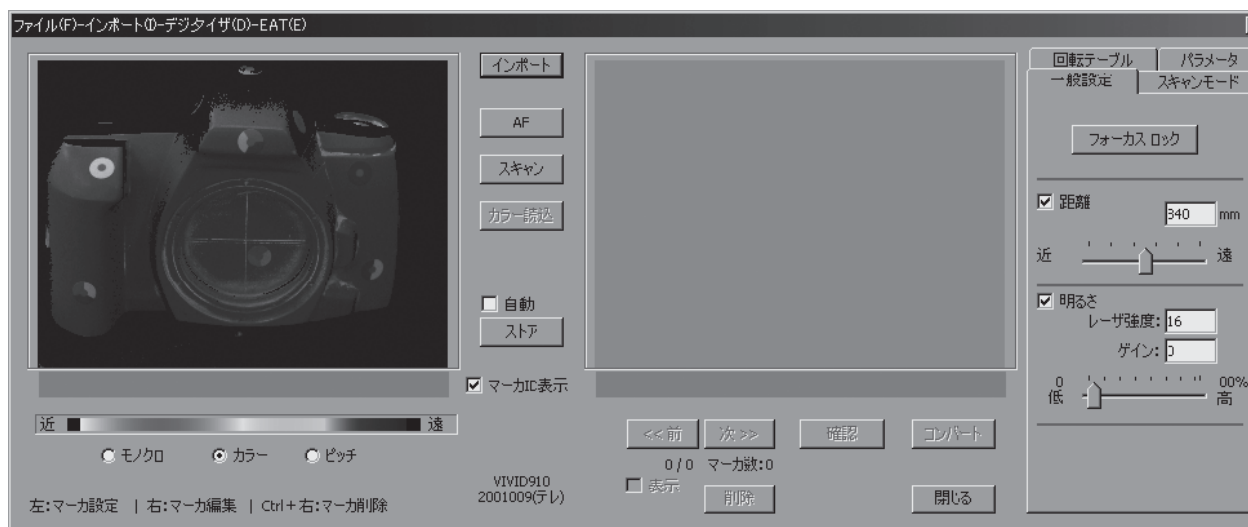 ファイル(F)-インポート(I)-デジタイザ(D)-EAT(E)
インポート
AF
スキャン
カラー読込
自動
ストア
マーカIC表示
近
遠
モノクロ
カラー
ピッチ
左:マーカ設定 | 右:マーカ編集 | Ctrl+右:マーカ削除
VIVID910
2001009(テレ)
<<前
次>>
確認
コンバート
0/0 マーカ数:0
表示
削除
閉じる
回転テーブル
パラメータ
一般設定
スキャンモード
フォーカス ロック
距離
840 mm
近
遠
明るさ
レーザ強度: 16
ゲイン: 0
0
00%
低
高